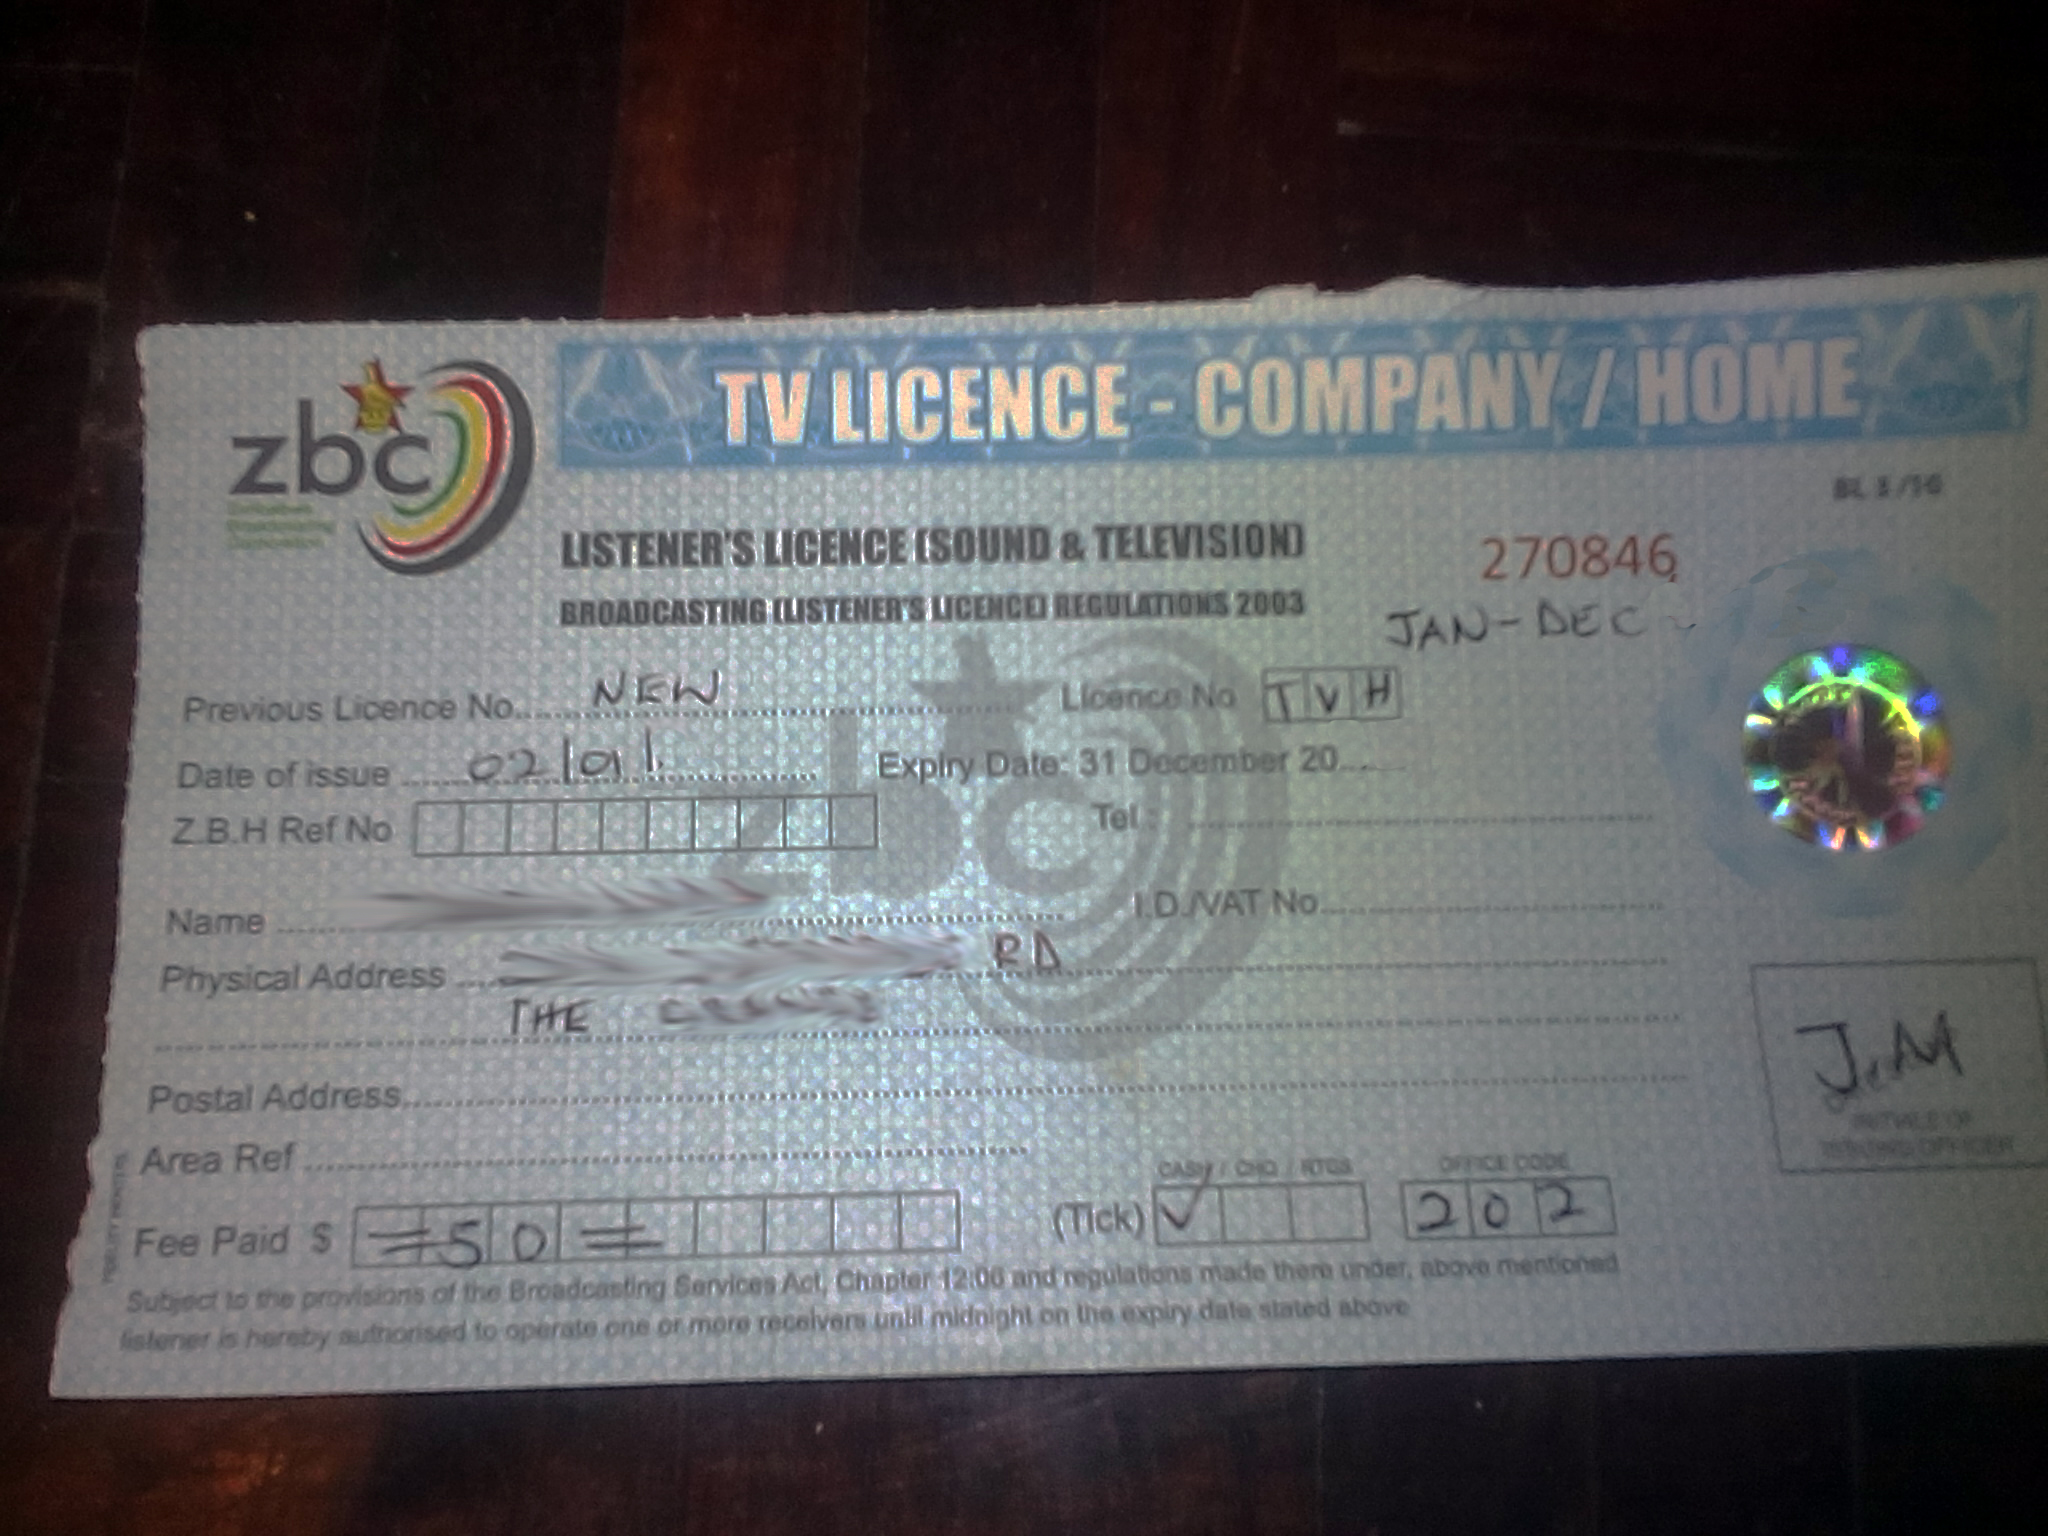 zbc
TV LICENCE - COMPANY / HOME
LISTENER'S LICENCE (SOUND & TELEVISION)
270846
BROADCASTING (LISTENER'S LICENCE) REGULATIONS 2003
JAN-DEC
Previous Licence No. NEW
Licence No TVH
Date of issue 02/01/
Expiry Date: 31 December 20
Z.B.H Ref No
Tel :
Name
I.D./VAT No
Physical Address RD
THE
Postal Address
J.M
Area Ref
CASH / CHQ / RTGS
OFFICE CODE
Fee Paid $ =50=
(Tick) ✓
202
Subject to the provisions of the Broadcasting Services Act, Chapter 12:06 and regulations made there under, above mentioned
listener is hereby authorised to operate one or more receivers until midnight on the expiry date stated above